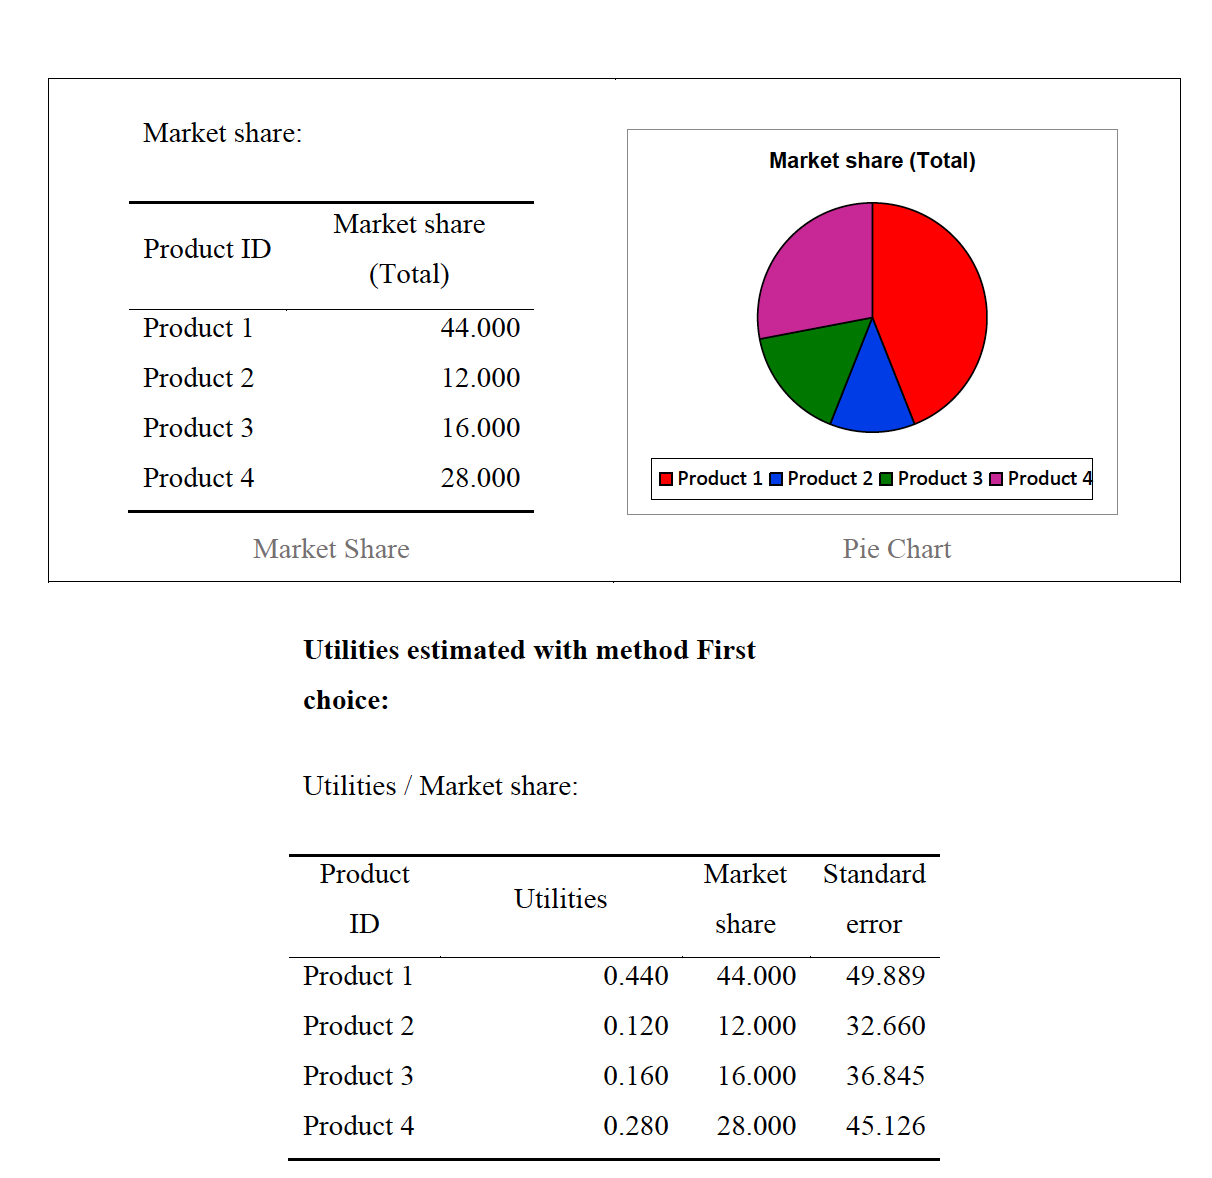 Market share:
Product ID Market share
(Total)
Product 1 44.000
Product 2 12.000
Product 3 16.000
Product 4 28.000
Market Share
Market share (Total)
Product 1 Product 2 Product 3 Product 4
Pie Chart
Utilities estimated with method First
choice:
Utilities / Market share:
Product
ID Utilities Market
share Standard
error
Product 1 0.440 44.000 49.889
Product 2 0.120 12.000 32.660
Product 3 0.160 16.000 36.845
Product 4 0.280 28.000 45.126